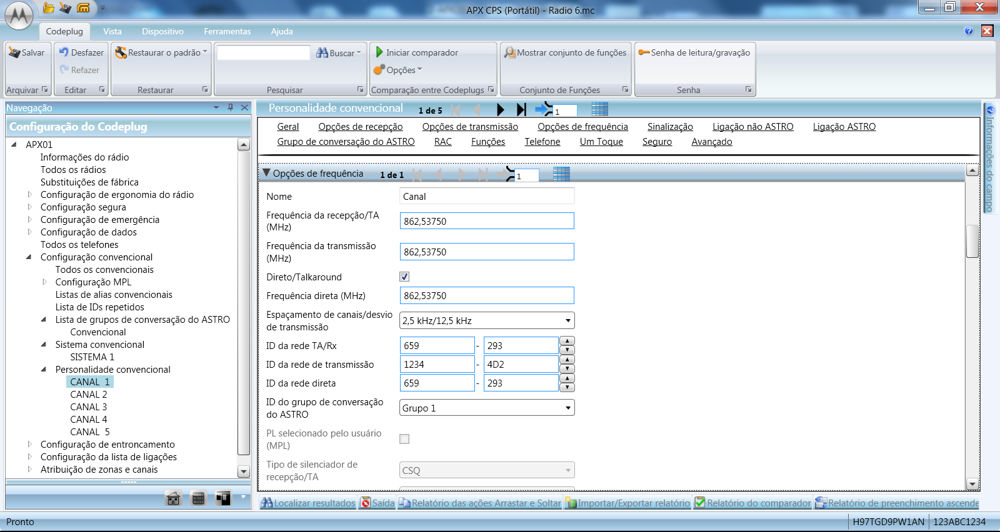 APX CPS (Portátil) - Radio 6.mc
Codeplug Vista Dispositivo Ferramentas Ajuda
Salvar Desfazer Restaurar o padrão Buscar Iniciar comparador Mostrar conjunto de funções Senha de leitura/gravação
Refazer Opções
Arquivar Editar Restaurar Pesquisar Comparação entre Codeplugs Conjunto de Funções Senha
Navegação
Configuração do Codeplug
APX01
Informações do rádio
Todos os rádios
Substituições de fábrica
Configuração de ergonomia do rádio
Configuração segura
Configuração de emergência
Configuração de dados
Todos os telefones
Configuração convencional
Todos os convencionais
Configuração MPL
Listas de alias convencionais
Lista de IDs repetidos
Lista de grupos de conversação do ASTRO
Convencional
Sistema convencional
SISTEMA 1
Personalidade convencional
CANAL 1
CANAL 2
CANAL 3
CANAL 4
CANAL 5
Configuração de entroncamento
Configuração da lista de ligações
Atribuição de zonas e canais
Personalidade convencional 1 de 5 1
Geral Opções de recepção Opções de transmissão Opções de frequência Sinalização Ligação não ASTRO Ligação ASTRO
Grupo de conversação do ASTRO RAC Funções Telefone Um Toque Seguro Avançado
Opções de frequência 1 de 1 1
Nome Canal
Frequência da recepção/TA (MHz) 862,53750
Frequência da transmissão (MHz) 862,53750
Direto/Talkaround
Frequência direta (MHz) 862,53750
Espaçamento de canais/desvio de transmissão 2,5 kHz/12,5 kHz
ID da rede TA/Rx 659 - 293
ID da rede de transmissão 1234 - 4D2
ID da rede direta 659 - 293
ID do grupo de conversação do ASTRO Grupo 1
PL selecionado pelo usuário (MPL)
Tipo de silenciador de recepção/TA CSQ
Informações do campo
Localizar resultados Saída Relatório das ações Arrastar e Soltar Importar/Exportar relatório Relatório do comparador Relatório de preenchimento ascende
Pronto H97TGD9PW1AN 123ABC1234